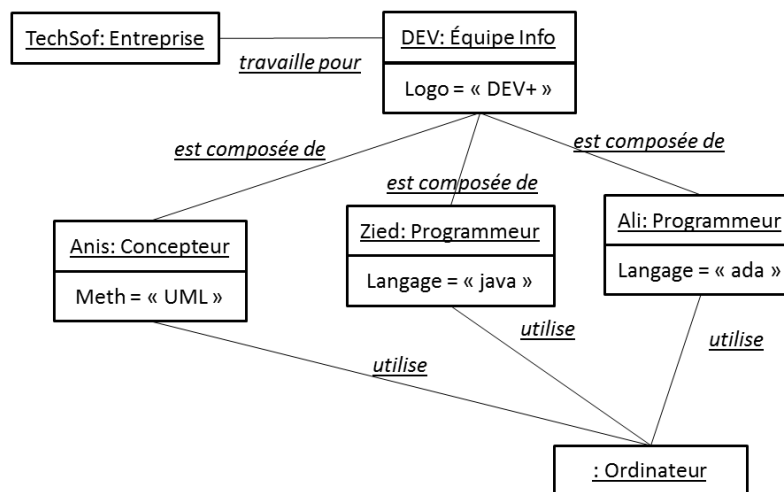 TechSof: Entreprise
travaille pour
DEV: Équipe Info
Logo = « DEV+ »
est composée de
est composée de
est composée de
Anis: Concepteur
Meth = « UML »
Zied: Programmeur
Langage = « java »
Ali: Programmeur
Langage = « ada »
utilise
utilise
utilise
: Ordinateur